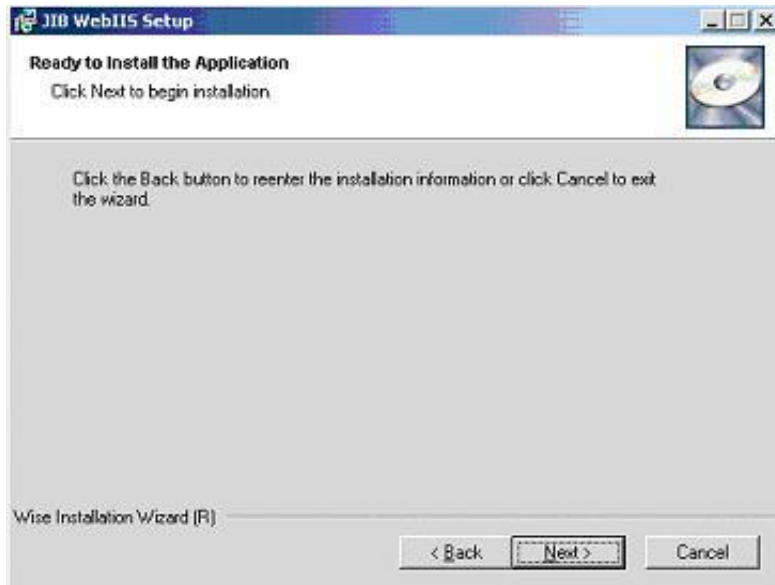 JIB WebIIS Setup
Ready to Install the Application
Click Next to begin installation.
Click the Back button to reenter the installation information or click Cancel to exit
the wizard.
Wise Installation Wizard (R)
< Back Next > Cancel